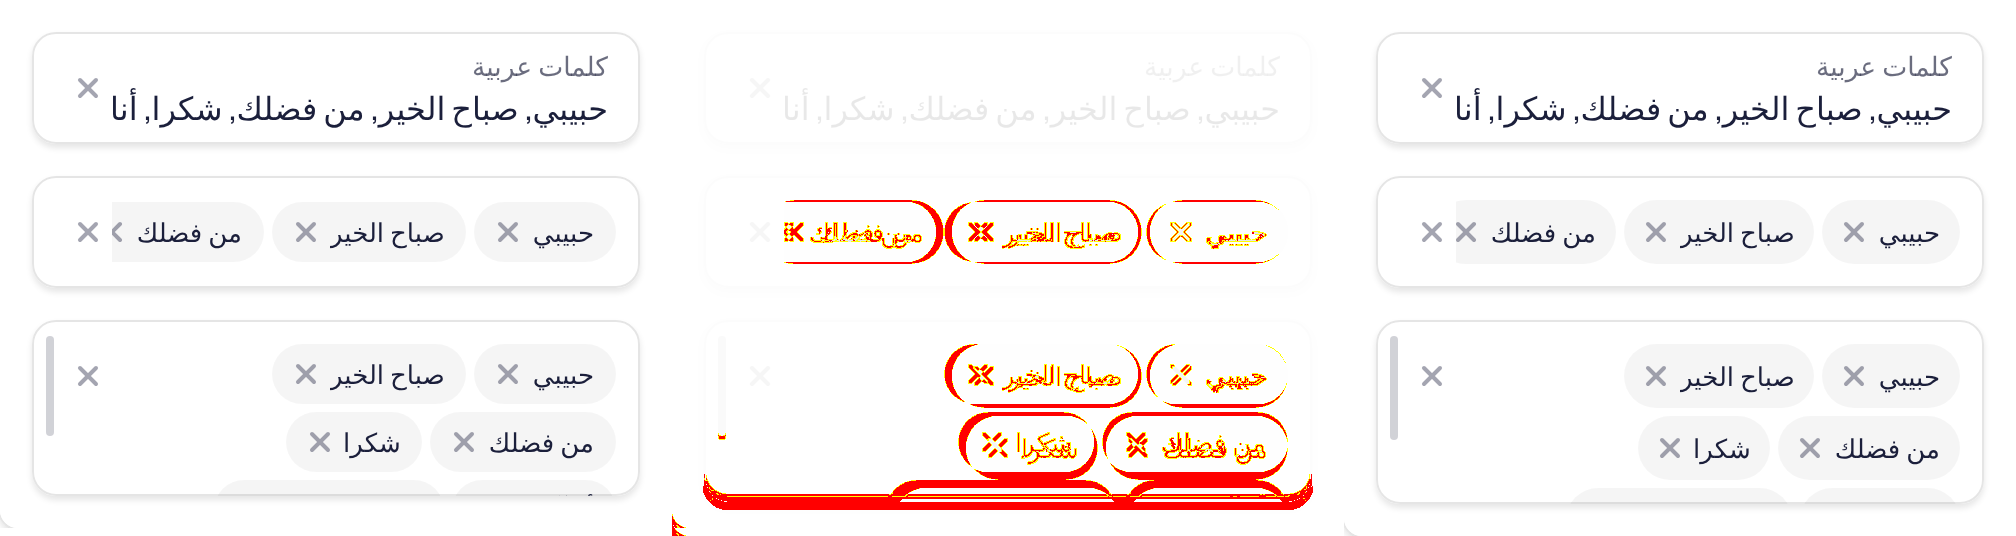 كلمات عربية
حبيبي, صباح الخير, من فضلك, شكرا, أنا
حبيبي صباح الخير من فضلك
حبيبي صباح الخير
من فضلك شكرا
كلمات عربية
حبيبي, صباح الخير, من فضلك, شكرا, أنا
حبيبي صباح الخير من فضلك
حبيبي صباح الخير
من فضلك شكرا
كلمات عربية
حبيبي, صباح الخير, من فضلك, شكرا, أنا
حبيبي صباح الخير من فضلك
حبيبي صباح الخير
من فضلك شكرا